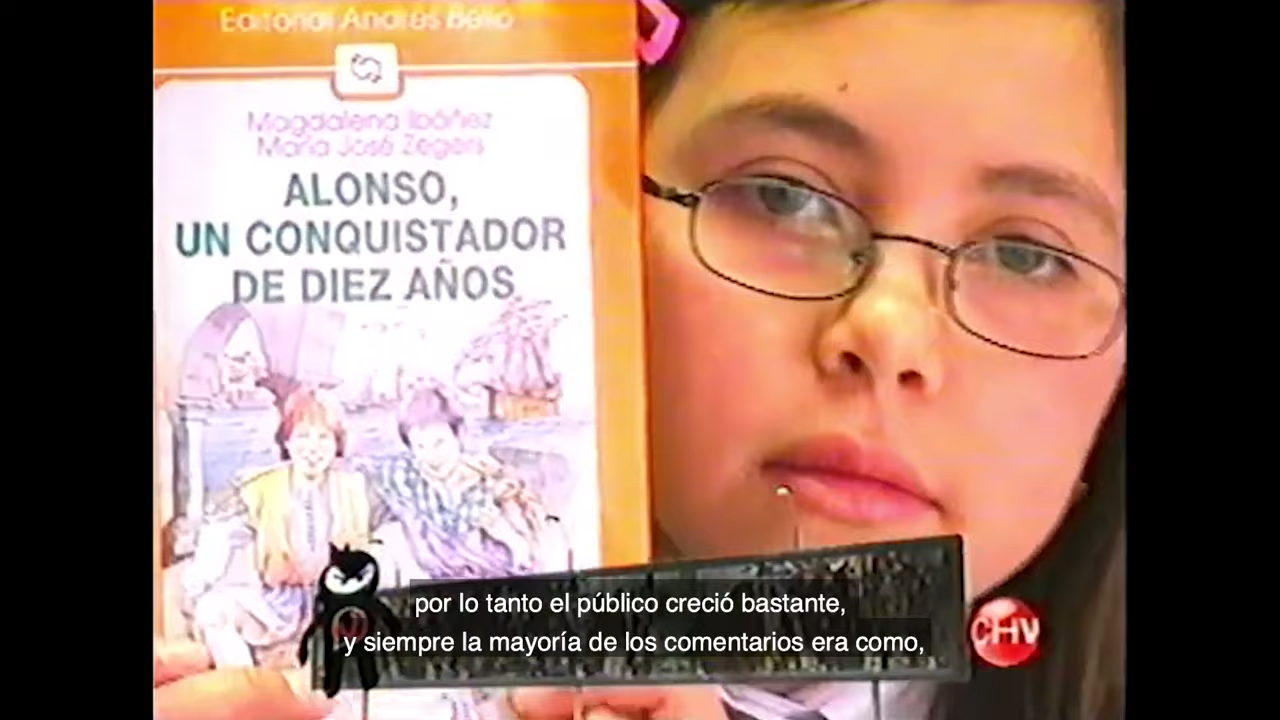 Editorial Andrés Bello
Magdalena Ibáñez
María José Zegers
ALONSO,
UN CONQUISTADOR
DE DIEZ AÑOS
por lo tanto el público creció bastante,
y siempre la mayoría de los comentarios era como,
CHV